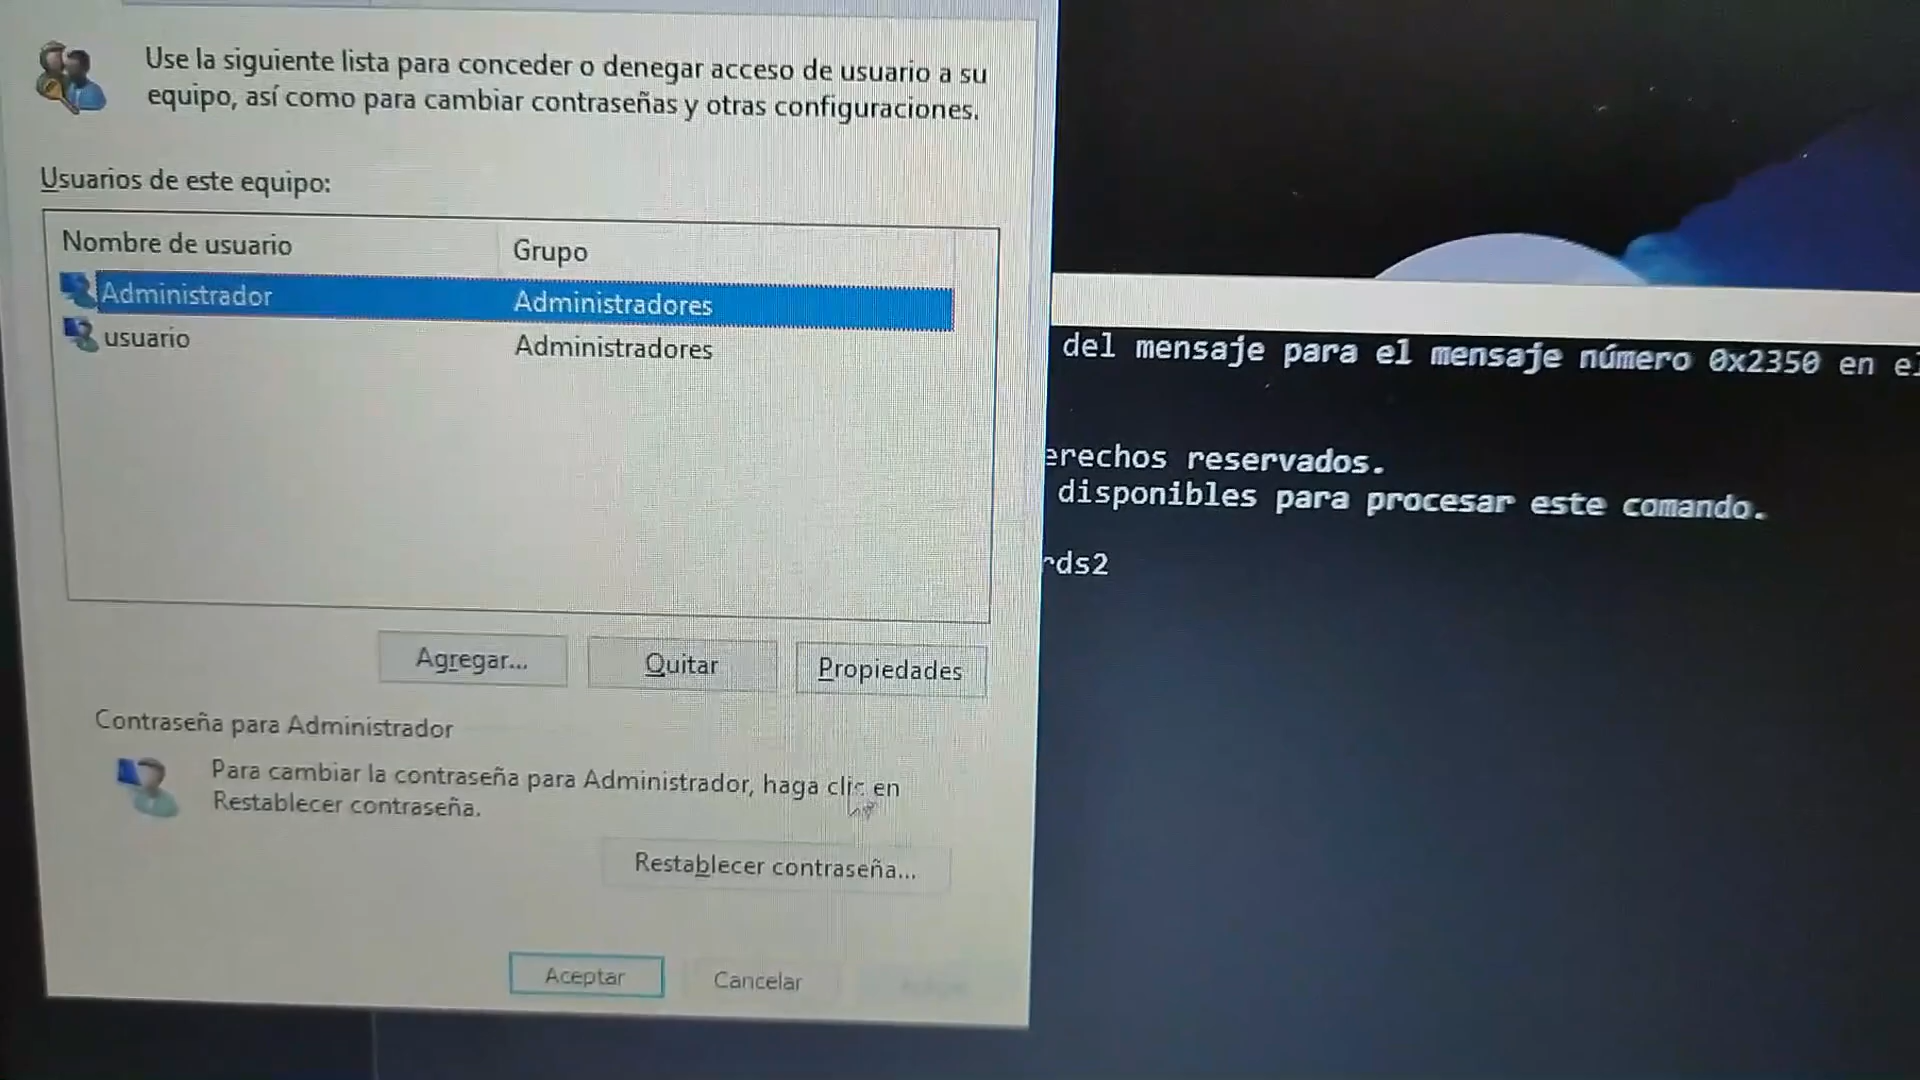 Use la siguiente lista para conceder o denegar acceso de usuario a su
equipo, así como para cambiar contraseñas y otras configuraciones.
Usuarios de este equipo:
Nombre de usuario Grupo
Administrador Administradores
usuario Administradores
Agregar... Quitar Propiedades
Contraseña para Administrador
Para cambiar la contraseña para Administrador, haga clic en
Restablecer contraseña.
Restablecer contraseña...
Aceptar Cancelar
del mensaje para el mensaje número 0x2350 en el
erechos reservados.
disponibles para procesar este comando.
rds2